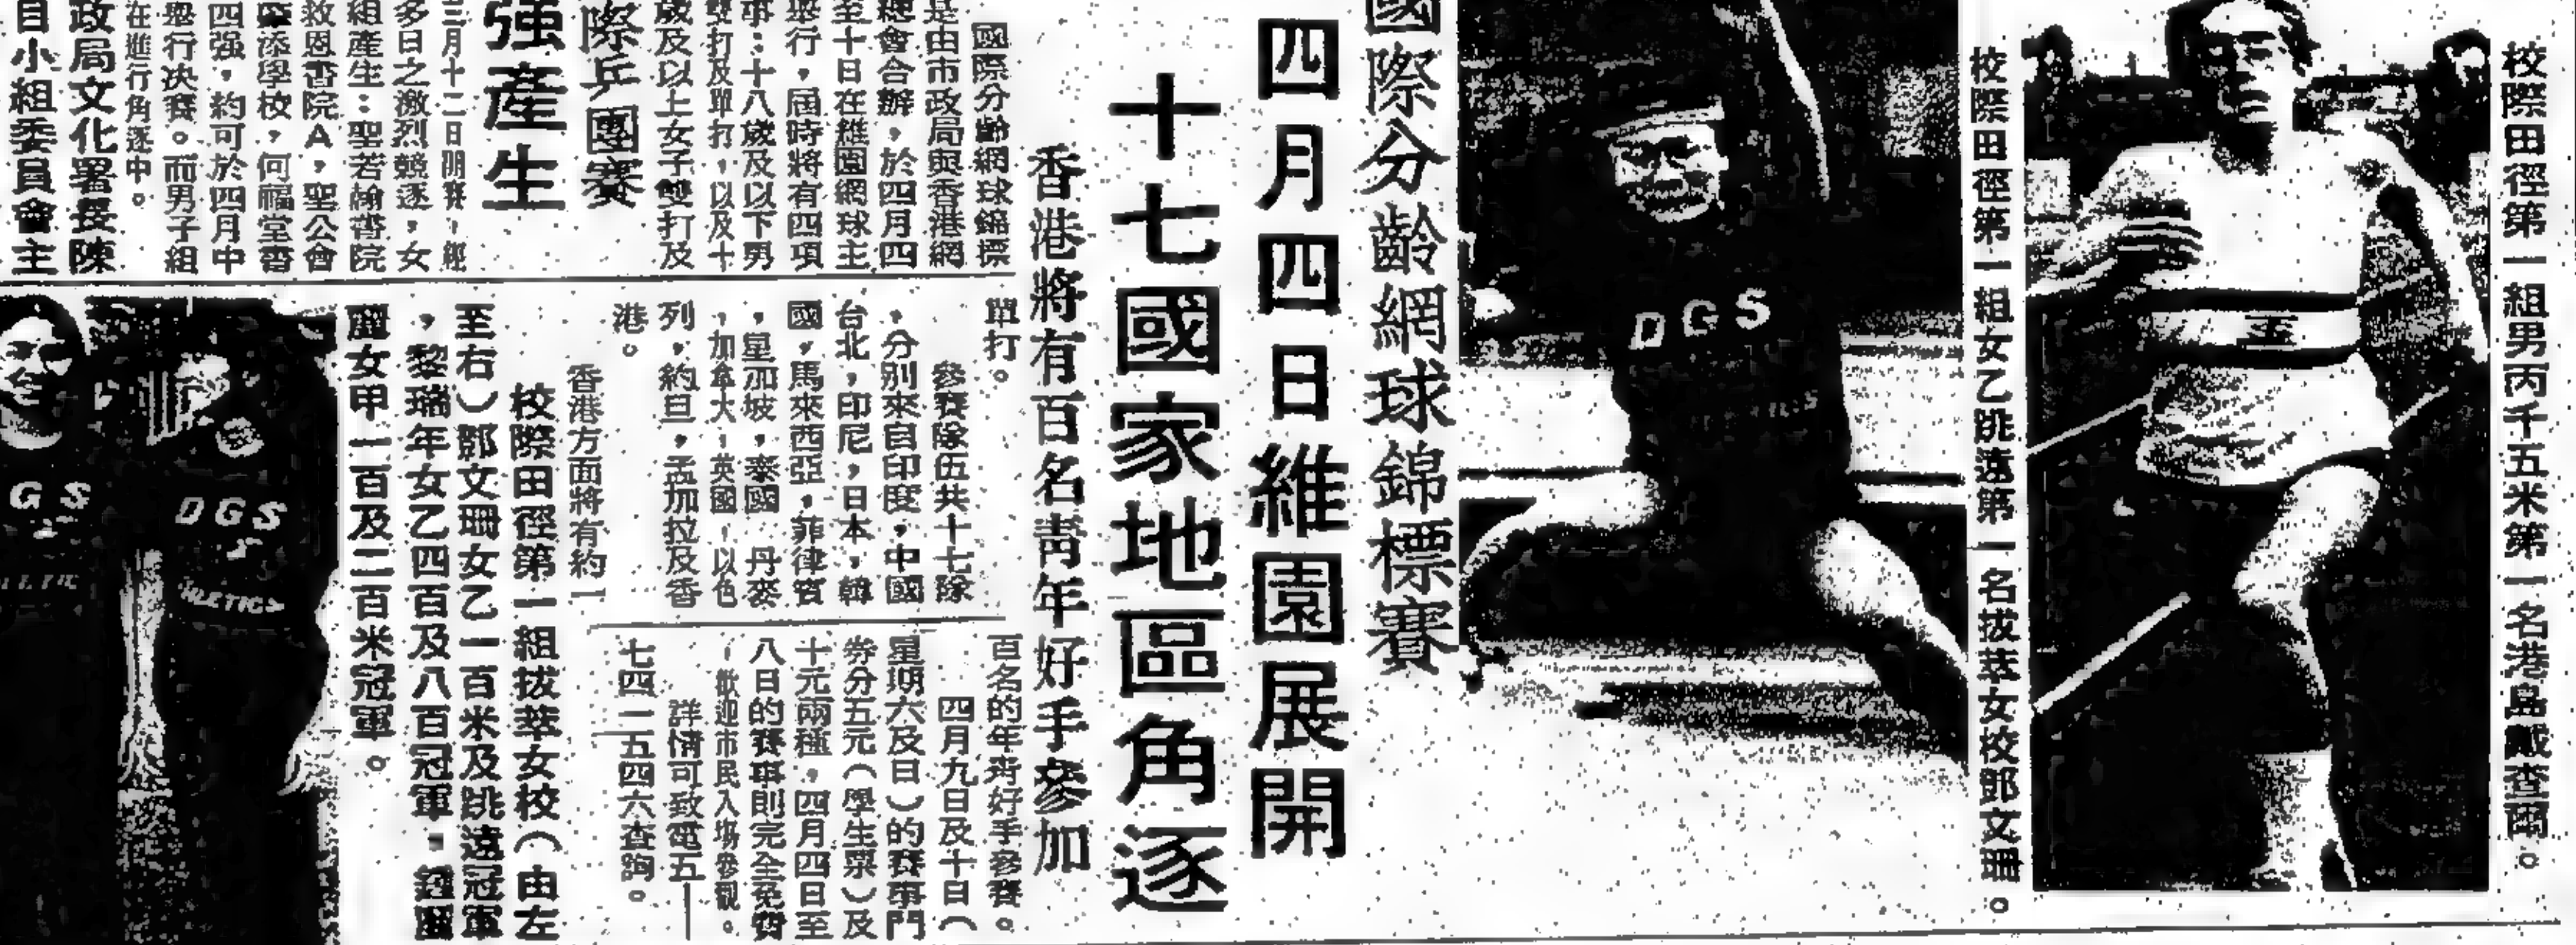 校際田徑第一組男丙千五米第一名港島戴查爾。
校際田徑第一組女乙跳遠第一名拔萃女校鄧文珊。
DGS
國際分齡網球錦標賽
四月四日維園展開
十七國家地區角逐
香港將有百名靑年好手參加
國際分齡網球錦標
是由市政局與香港網
總會合辦,於四月四
至十日在維園網球主
舉行,屆時將有四項
事:十八歲及以下男
雙打及單打,以及十
歲及以上女子雙打及
單打。
參賽隊伍共十七隊
,分別來自印度,中國
台北,印尼,日本,韓
國,馬來西亞,菲律賓
,星加坡,泰國 丹麥
,加拿大,英國,以色
列,約旦,孟加拉及香
港。
香港方面將有約一
百名的年靑好手參賽。
四月九日及十日(
星期六及日)的賽事門
券分五元(學生票)及
十元兩種,四月四日至
八日的賽事則完全免費
,歡迎市民入場參觀。
詳情可致電五—
七四一五四六查詢。
際乒團賽
强產生
三月十二日開賽,經
多日之激烈競逐,女
組產生:聖若翰書院
救恩書院A,聖公會
添學校,何福堂書
四强,約可於四月中
舉行決賽。而男子組
在進行角逐中。
政局文化署長陳
目小組委員會主
校際田徑第一組拔萃女校(由左
至右)鄧文珊女乙一百米及跳遠冠軍
,黎瑞年女乙四百及八百冠軍,
女甲一百及二百米冠軍。
GS
DGS
ATHLETICS